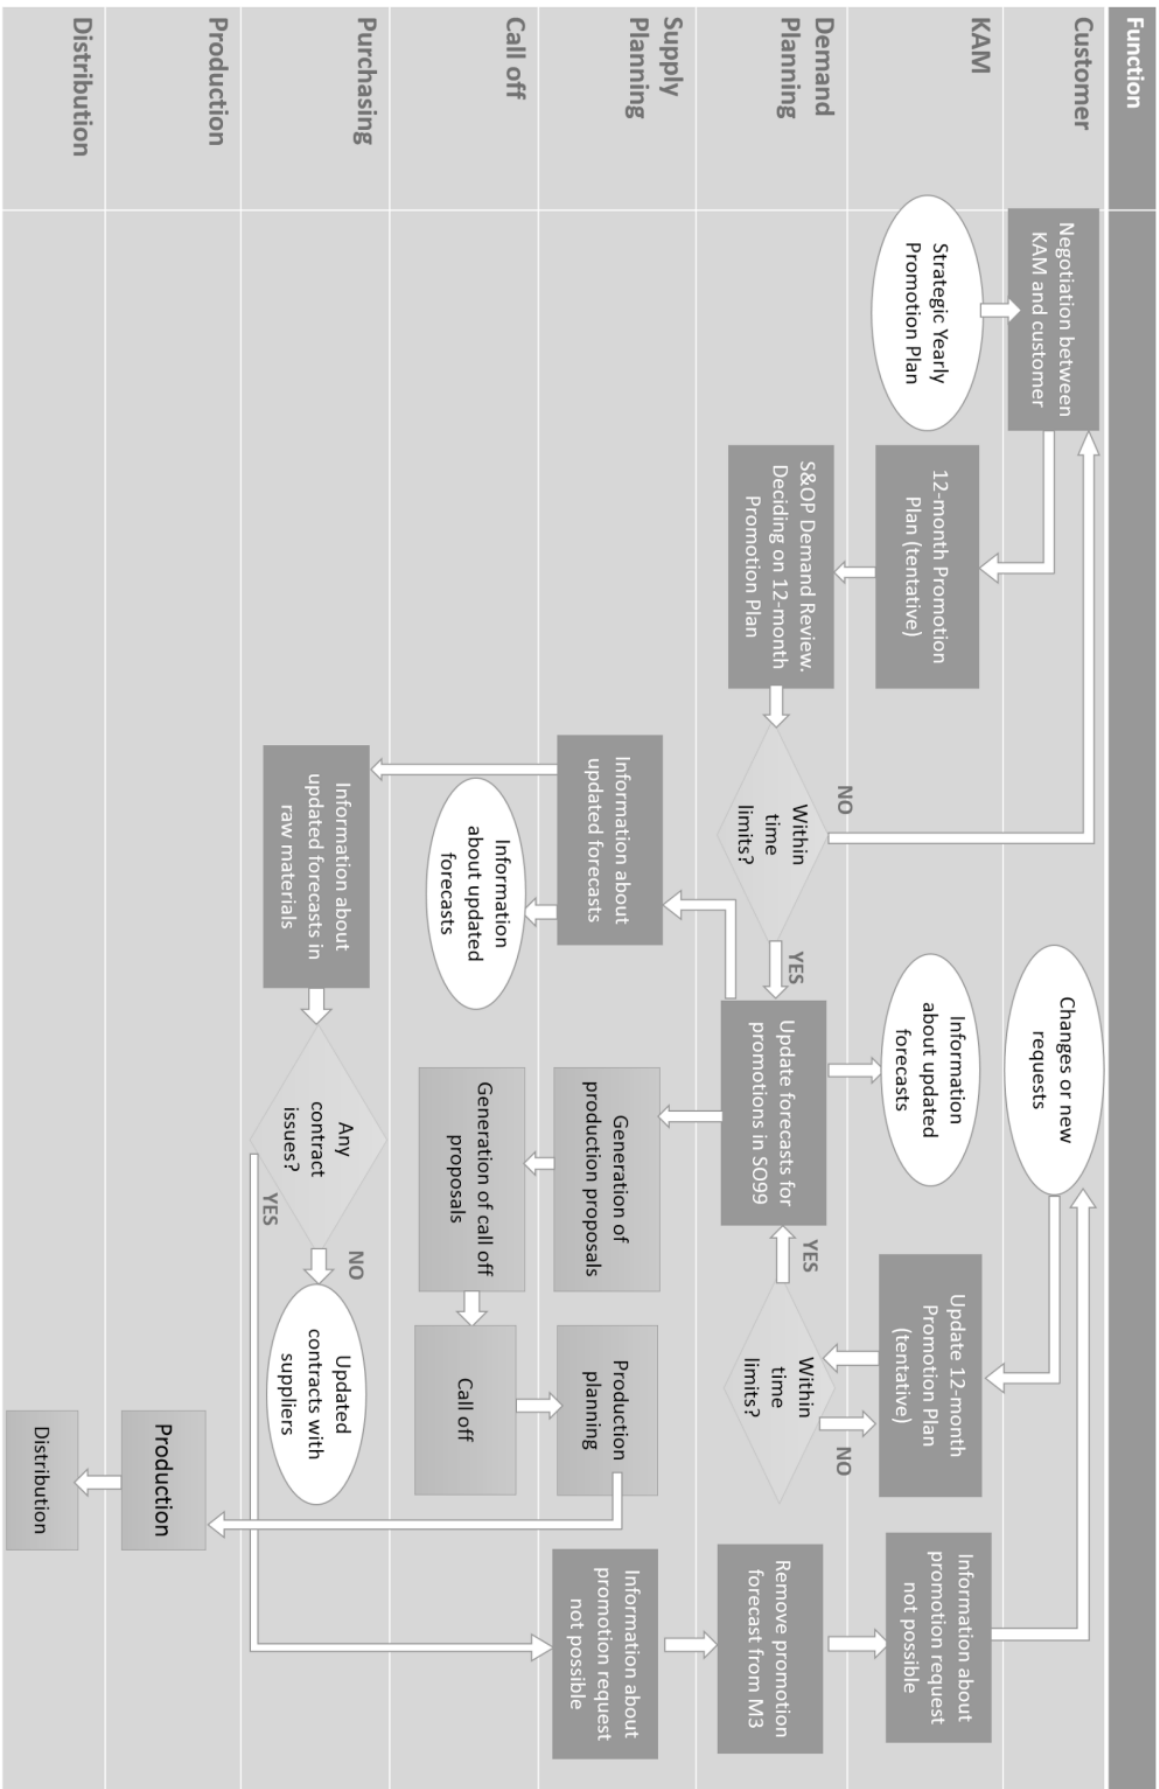 Function
Customer
Negotiation between
KAM and customer
Changes or new
requests
KAM
Strategic Yearly
Promotion Plan
12-month Promotion
Plan (tentative)
Information
about updated
forecasts
Update 12-month
Promotion Plan
(tentative)
Information about
promotion request
not possible
Demand
Planning
S&OP Demand Review.
Deciding on 12-month
Promotion Plan
NO
Within
time
limits?
YES
Update forecasts for
promotions in SO99
YES
Within
time
limits?
NO
Remove promotion
forecast from M3
Supply
Planning
Information about
updated forecasts
Generation of
production proposals
Production
planning
Information about
promotion request
not possible
Call off
Information
about updated
forecasts
Generation of call off
proposals
Call off
Purchasing
Information about
updated forecasts in
raw materials
Any
contract
issues?
YES
NO
Updated
contracts with
suppliers
Production
Production
Distribution
Distribution